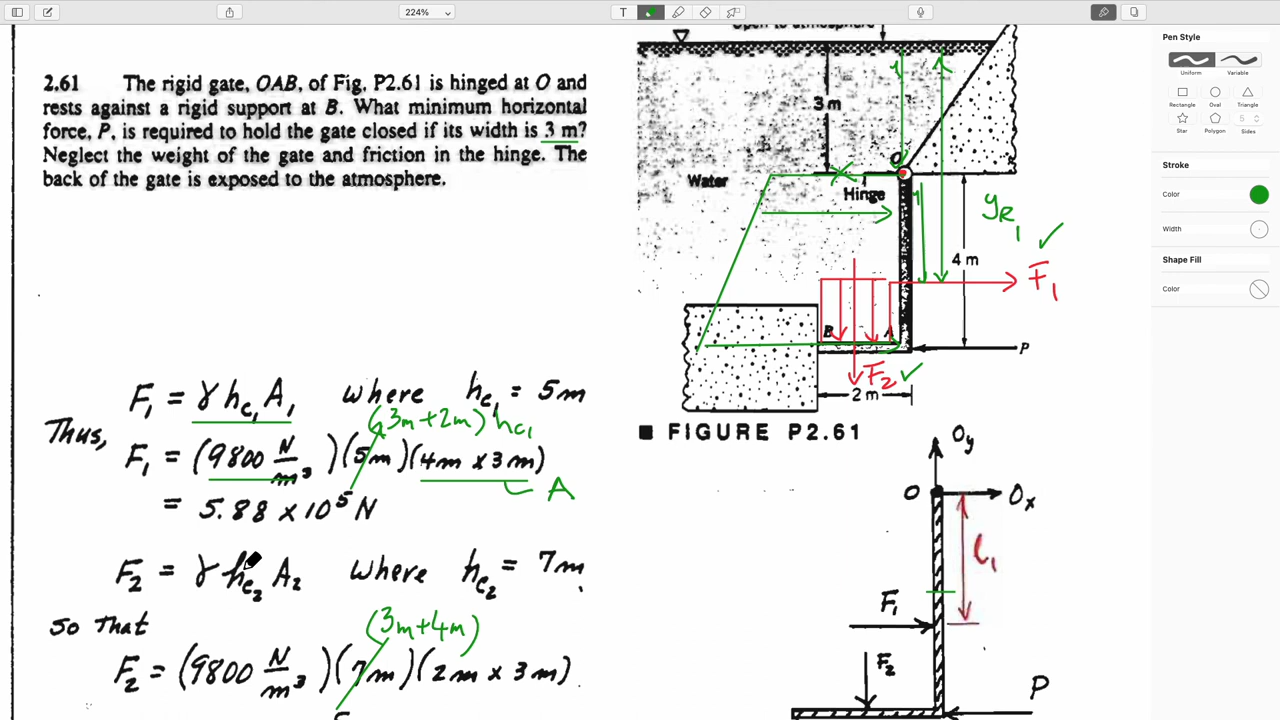 224%
T
2.61 The rigid gate, OAB, of Fig. P2.61 is hinged at O and
rests against a rigid support at B. What minimum horizontal
force, P, is required to hold the gate closed if its width is 3 m?
Neglect the weight of the gate and friction in the hinge. The
back of the gate is exposed to the atmosphere.
Open to atmosphere
3 m
Water
O
Hinge
4 m
yR1 ✓
F1
B A
P
F2 ✓
2 m
■ FIGURE P2.61
F1 = γ hc1 A1 where hc1 = 5m
Thus,
(3m+2m) hc1
F1 = (9800 N/m³)(5m)(4m × 3m)
A
= 5.88 × 10⁵ N
F2 = γ hc2 A2 where hc2 = 7m
so that
(3m+4m)
F2 = (9800 N/m³)(7m)(2m × 3m)
Oy
O Ox
l1
F1
F2
P
Pen Style
Uniform Variable
Rectangle Oval Triangle
5
Star Polygon Sides
Stroke
Color
Width
Shape Fill
Color